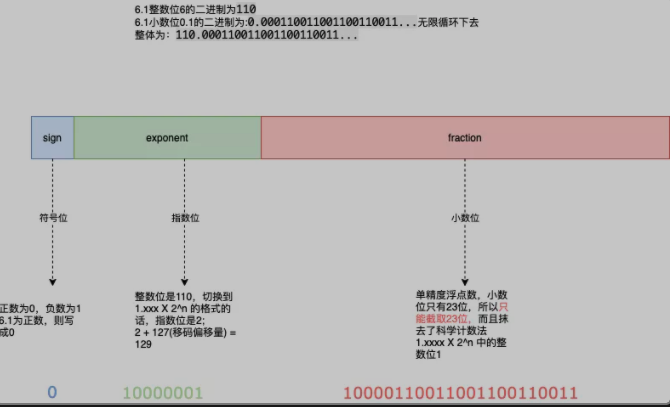 6.1整数位6的二进制为110
6.1小数位0.1的二进制为:0.000110011001100110011...无限循环下去
整体为: 110.000110011001100110011...
sign
exponent
fraction
符号位
指数位
小数位
正数为0，负数为1
6.1为正数，则写
成0
整数位是110，切换到
1.xxx X 2^n 的格式的
话，指数位是2;
2 + 127(移码偏移量) =
129
单精度浮点数，小数
位只有23位，所以只
能截取23位，而且抹
去了科学计数法
1.xxxx X 2^n 中的整
数位1
0
10000001
10000110011001100110011